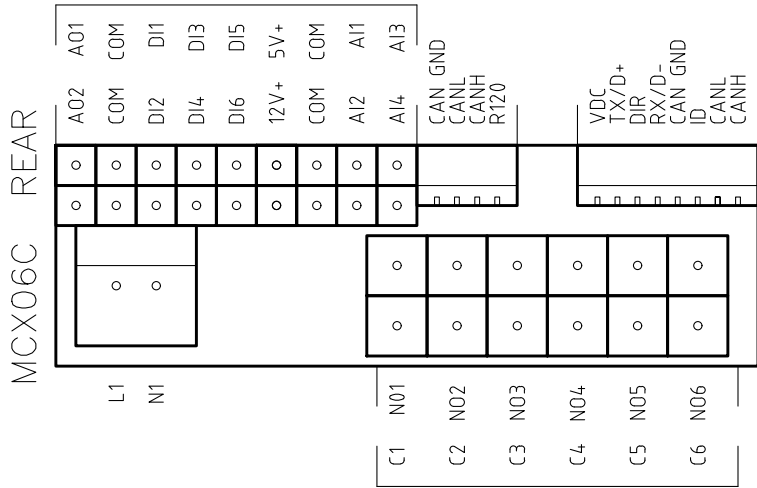 AO1 COM DI1 DI3 DI5 5V+ COM AI1 AI3
AO2 COM DI2 DI4 DI6 12V+ COM AI2 AI4
CAN GND
CANL
CANH
R120
VDC
TX/D+
DIR
RX/D-
CAN GND
ID
CANL
CANH
MCX06C REAR
L1 N1
NO1 NO2 NO3 NO4 NO5 NO6
C1 C2 C3 C4 C5 C6